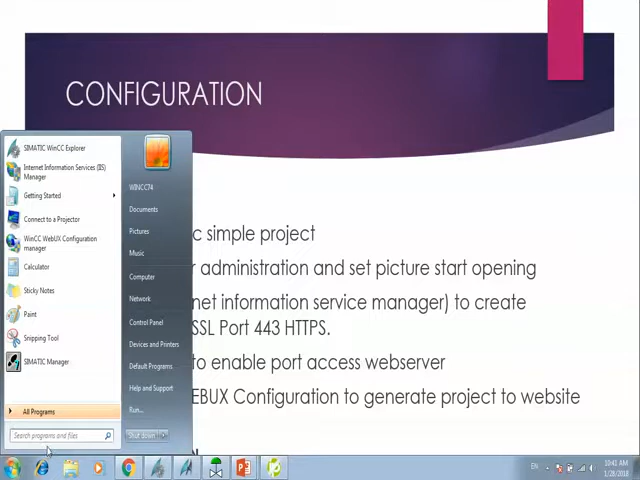 CONFIGURATION
c simple project
r administration and set picture start opening
net information service manager) to create
SSL Port 443 HTTPS.
to enable port access webserver
EBUX Configuration to generate project to website
SIMATIC WinCC Explorer
Internet Information Services (IIS)
Manager
Getting Started
Connect to a Projector
WinCC WebUX Configuration
manager
Calculator
Sticky Notes
Paint
Snipping Tool
SIMATIC Manager
All Programs
Search programs and files
WINCC74
Documents
Pictures
Music
Computer
Network
Control Panel
Devices and Printers
Default Programs
Help and Support
Run...
Shut down
EN
10:41 AM
1/28/2018